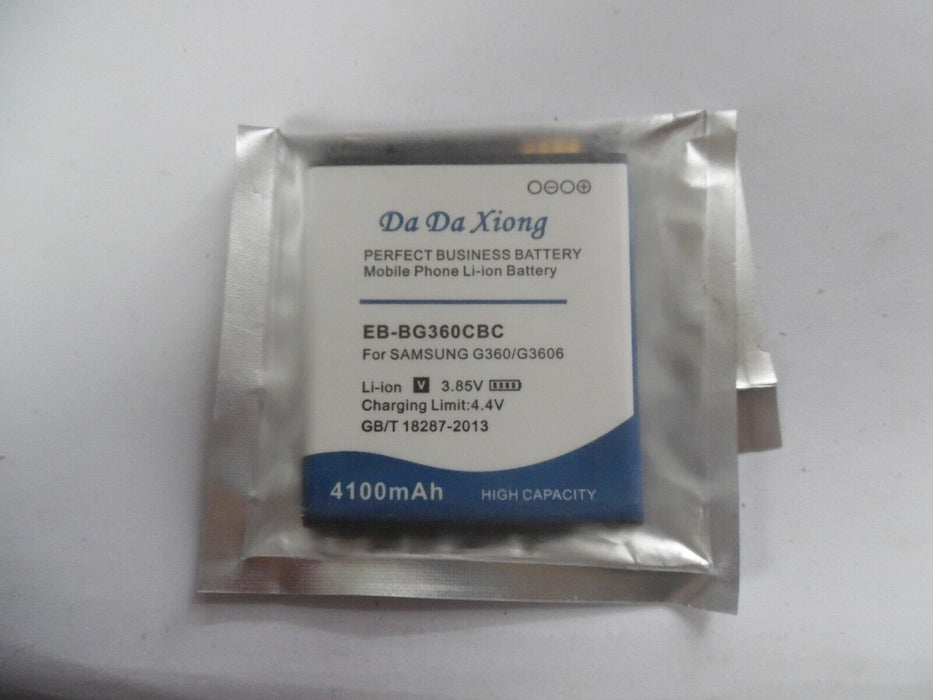 Da Da Xiong
PERFECT BUSINESS BATTERY
Mobile Phone Li-ion Battery
EB-BG360CBC
For SAMSUNG G360/G3606
Li-ion V 3.85V
Charging Limit:4.4V
GB/T 18287-2013
4100mAh HIGH CAPACITY